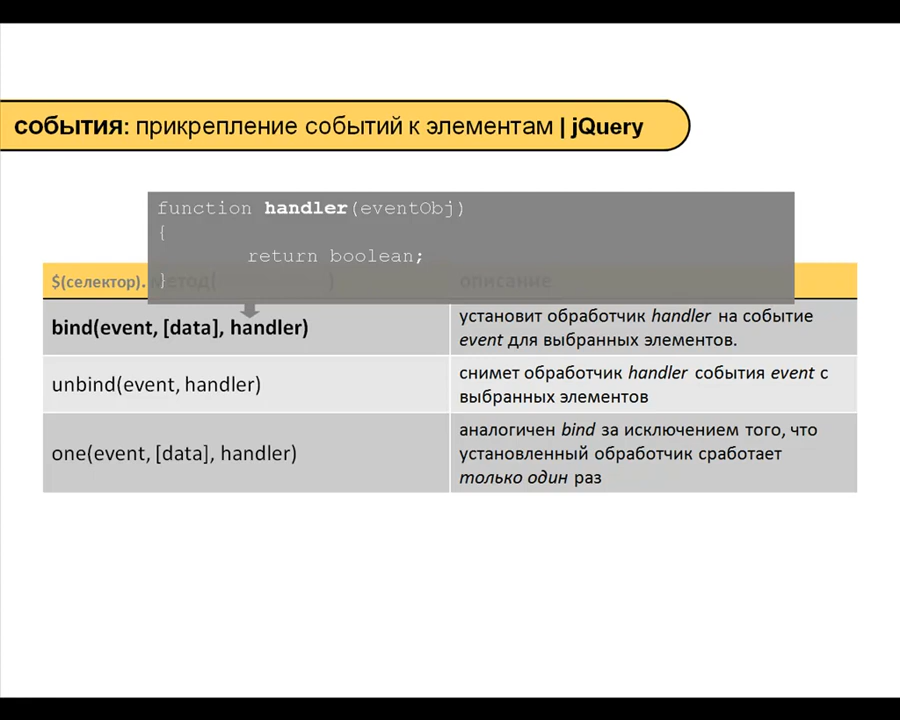 события: прикрепление событий к элементам | jQuery
function handler(eventObj)
{
return boolean;
}
$(селектор).метод( ) описание
bind(event, [data], handler)
установит обработчик handler на событие
event для выбранных элементов.
unbind(event, handler)
снимет обработчик handler события event с
выбранных элементов
one(event, [data], handler)
аналогичен bind за исключением того, что
установленный обработчик сработает
только один раз